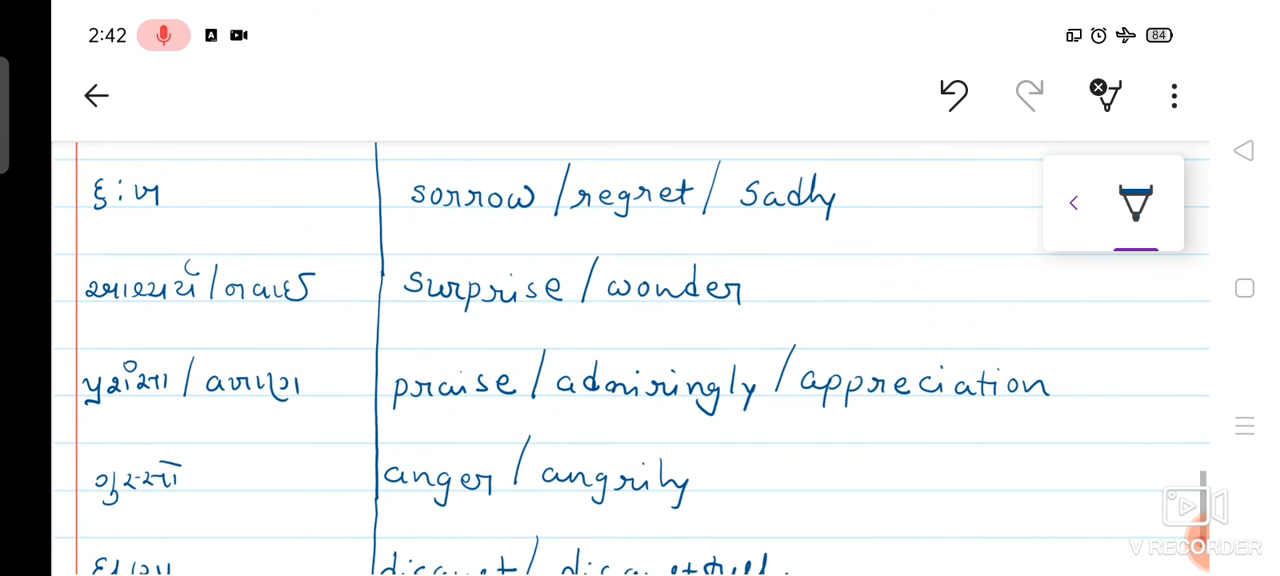 2:42 A 84
દુઃખ sorrow / regret / sadly
આશ્ચર્ય / નવાઈ surprise / wonder
પ્રશંસા / વખાણ praise / admiringly / appreciation
ગુસ્સો anger / angrily
V RECORDER